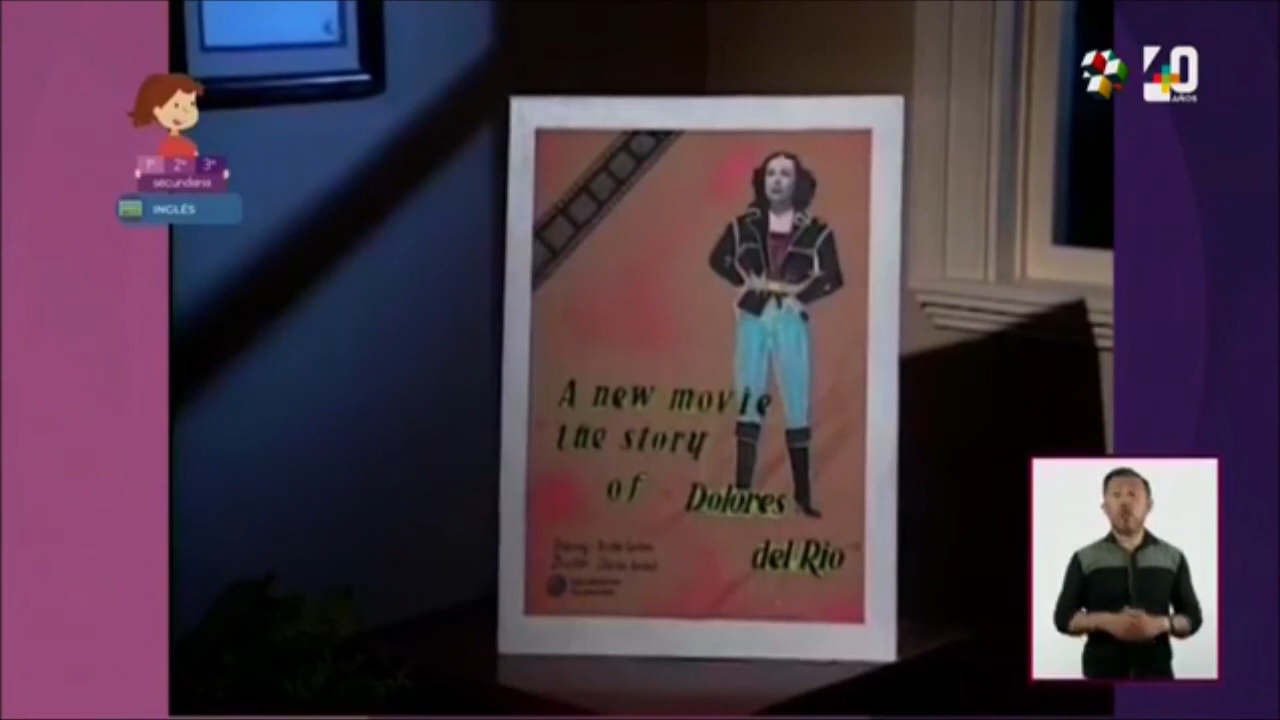 1° 2° 3°
secundaria
INGLÉS
40
AÑOS
A new movie
the story
of Dolores
del Rio